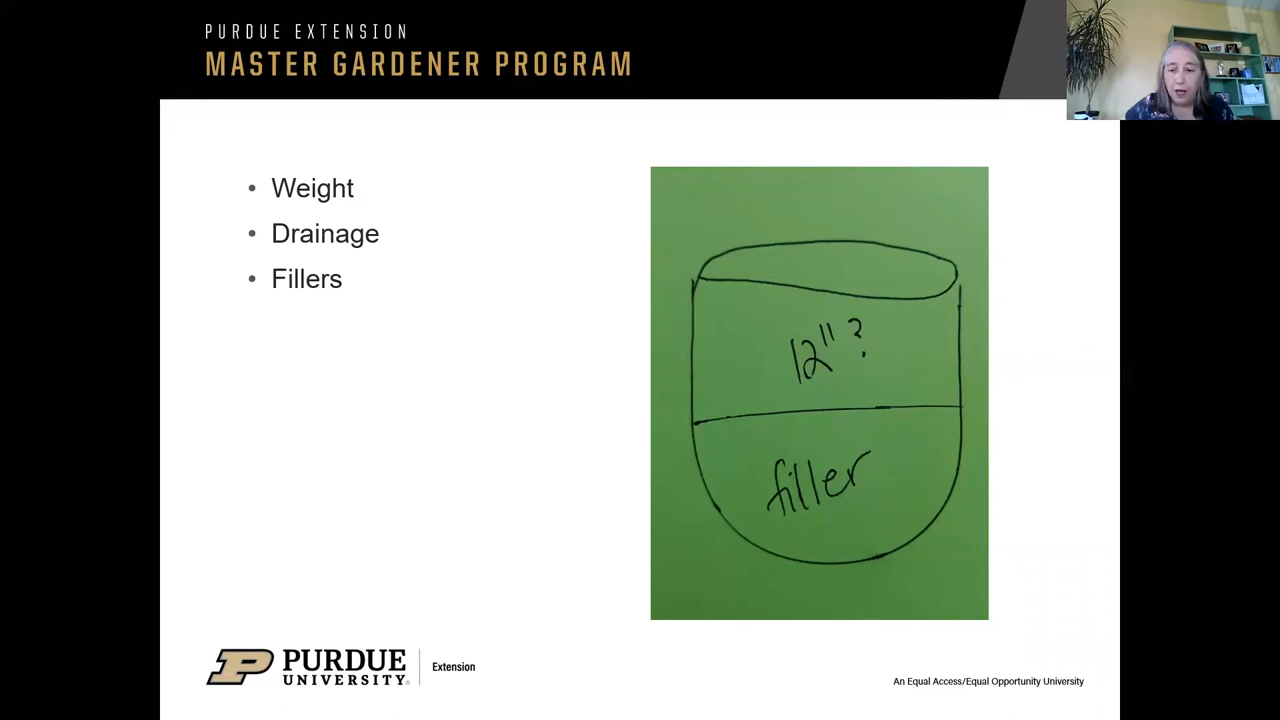 PURDUE EXTENSION
MASTER GARDENER PROGRAM
• Weight
• Drainage
• Fillers
12" ?
filler
PURDUE UNIVERSITY®
Extension
An Equal Access/Equal Opportunity University